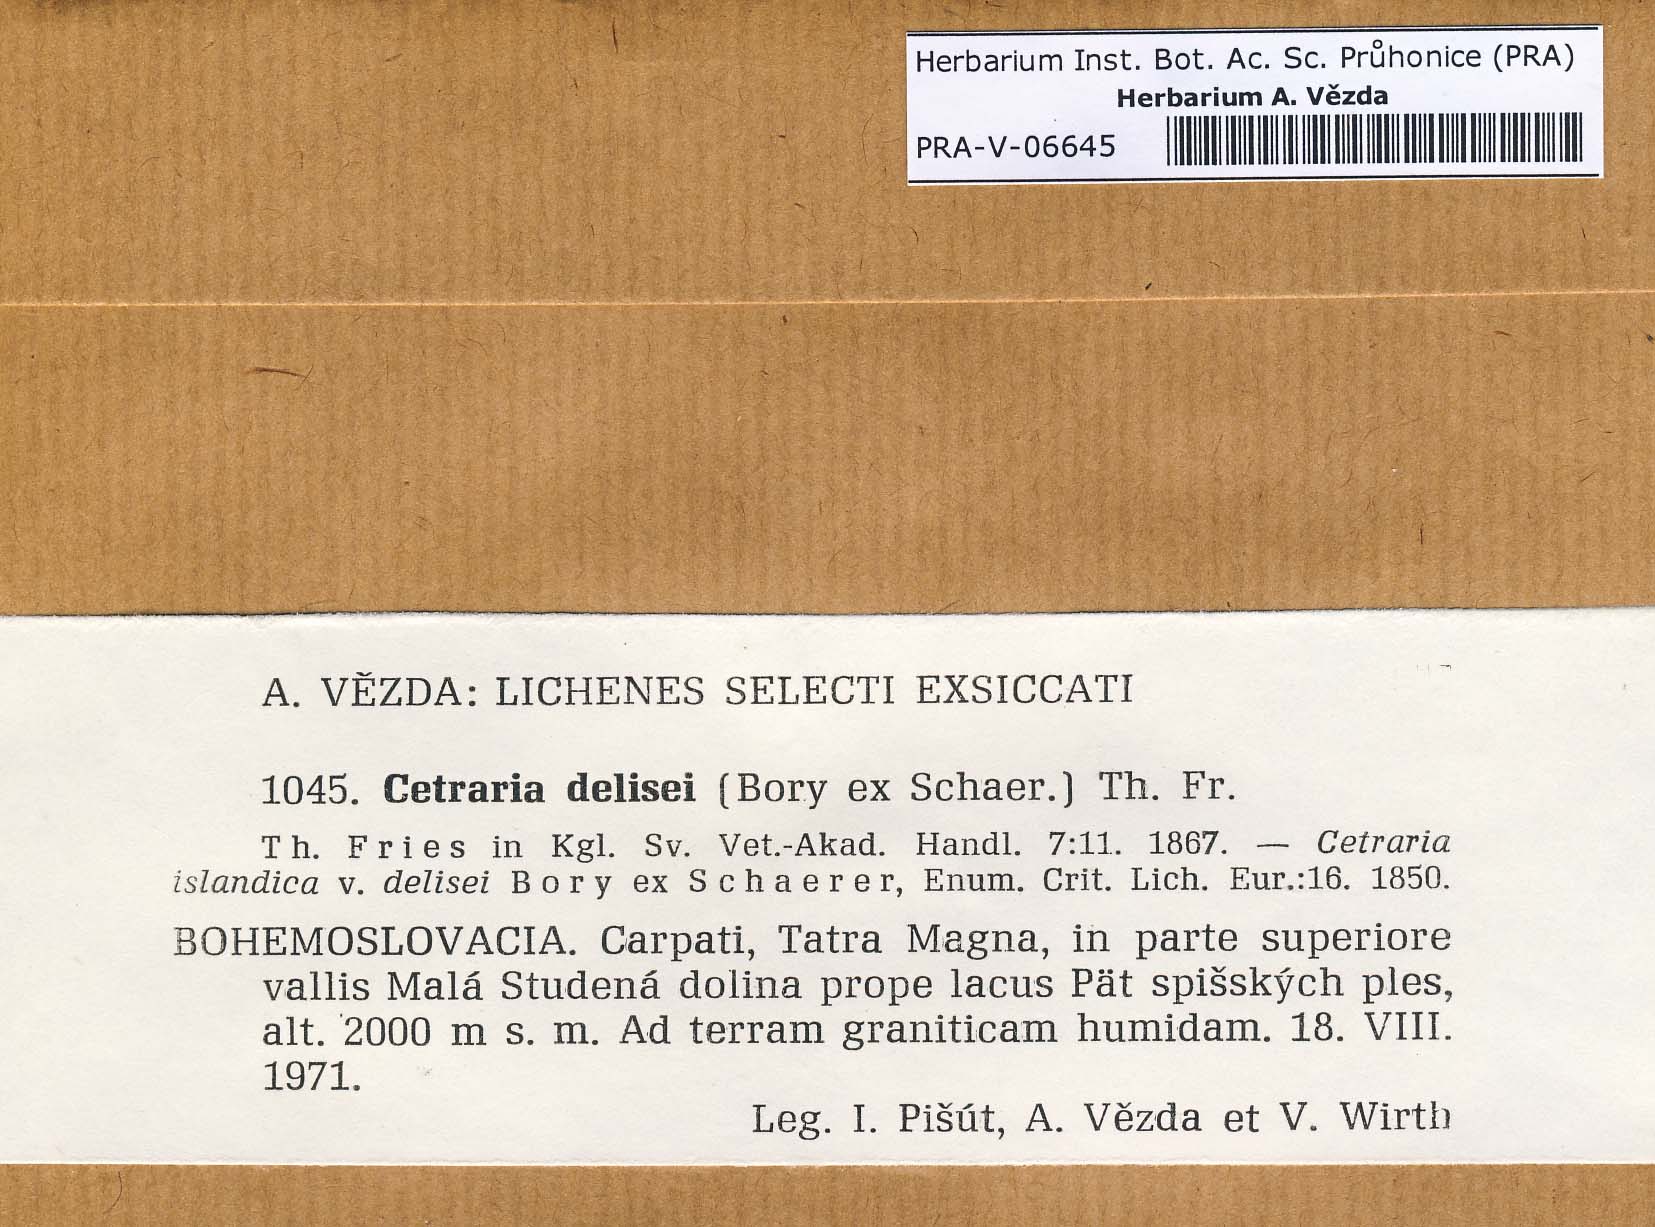 Herbarium Inst. Bot. Ac. Sc. Průhonice (PRA)
Herbarium A. Vězda
PRA-V-06645
A. VĚZDA: LICHENES SELECTI EXSICCATI
1045. Cetraria delisei (Bory ex Schaer.) Th. Fr.
Th. Fries in Kgl. Sv. Vet.-Akad. Handl. 7:11. 1867. — Cetraria
islandica v. delisei Bory ex Schaerer, Enum. Crit. Lich. Eur.:16. 1850.
BOHEMOSLOVACIA. Carpati, Tatra Magna, in parte superiore
vallis Malá Studená dolina prope lacus Pät spišských ples,
alt. 2000 m s. m. Ad terram graniticam humidam. 18. VIII.
1971.
Leg. I. Pišút, A. Vězda et V. Wirth